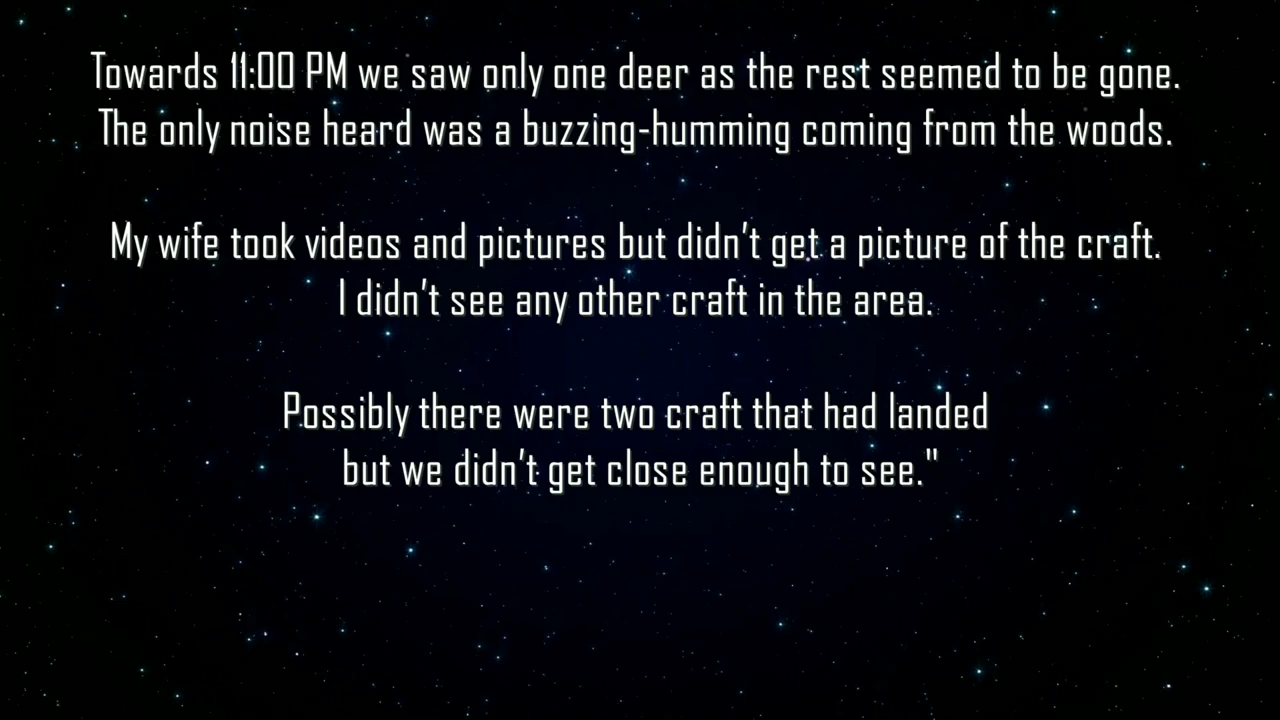 Towards 11:00 PM we saw only one deer as the rest seemed to be gone.
The only noise heard was a buzzing-humming coming from the woods.
My wife took videos and pictures but didn't get a picture of the craft.
I didn't see any other craft in the area.
Possibly there were two craft that had landed
but we didn't get close enough to see."